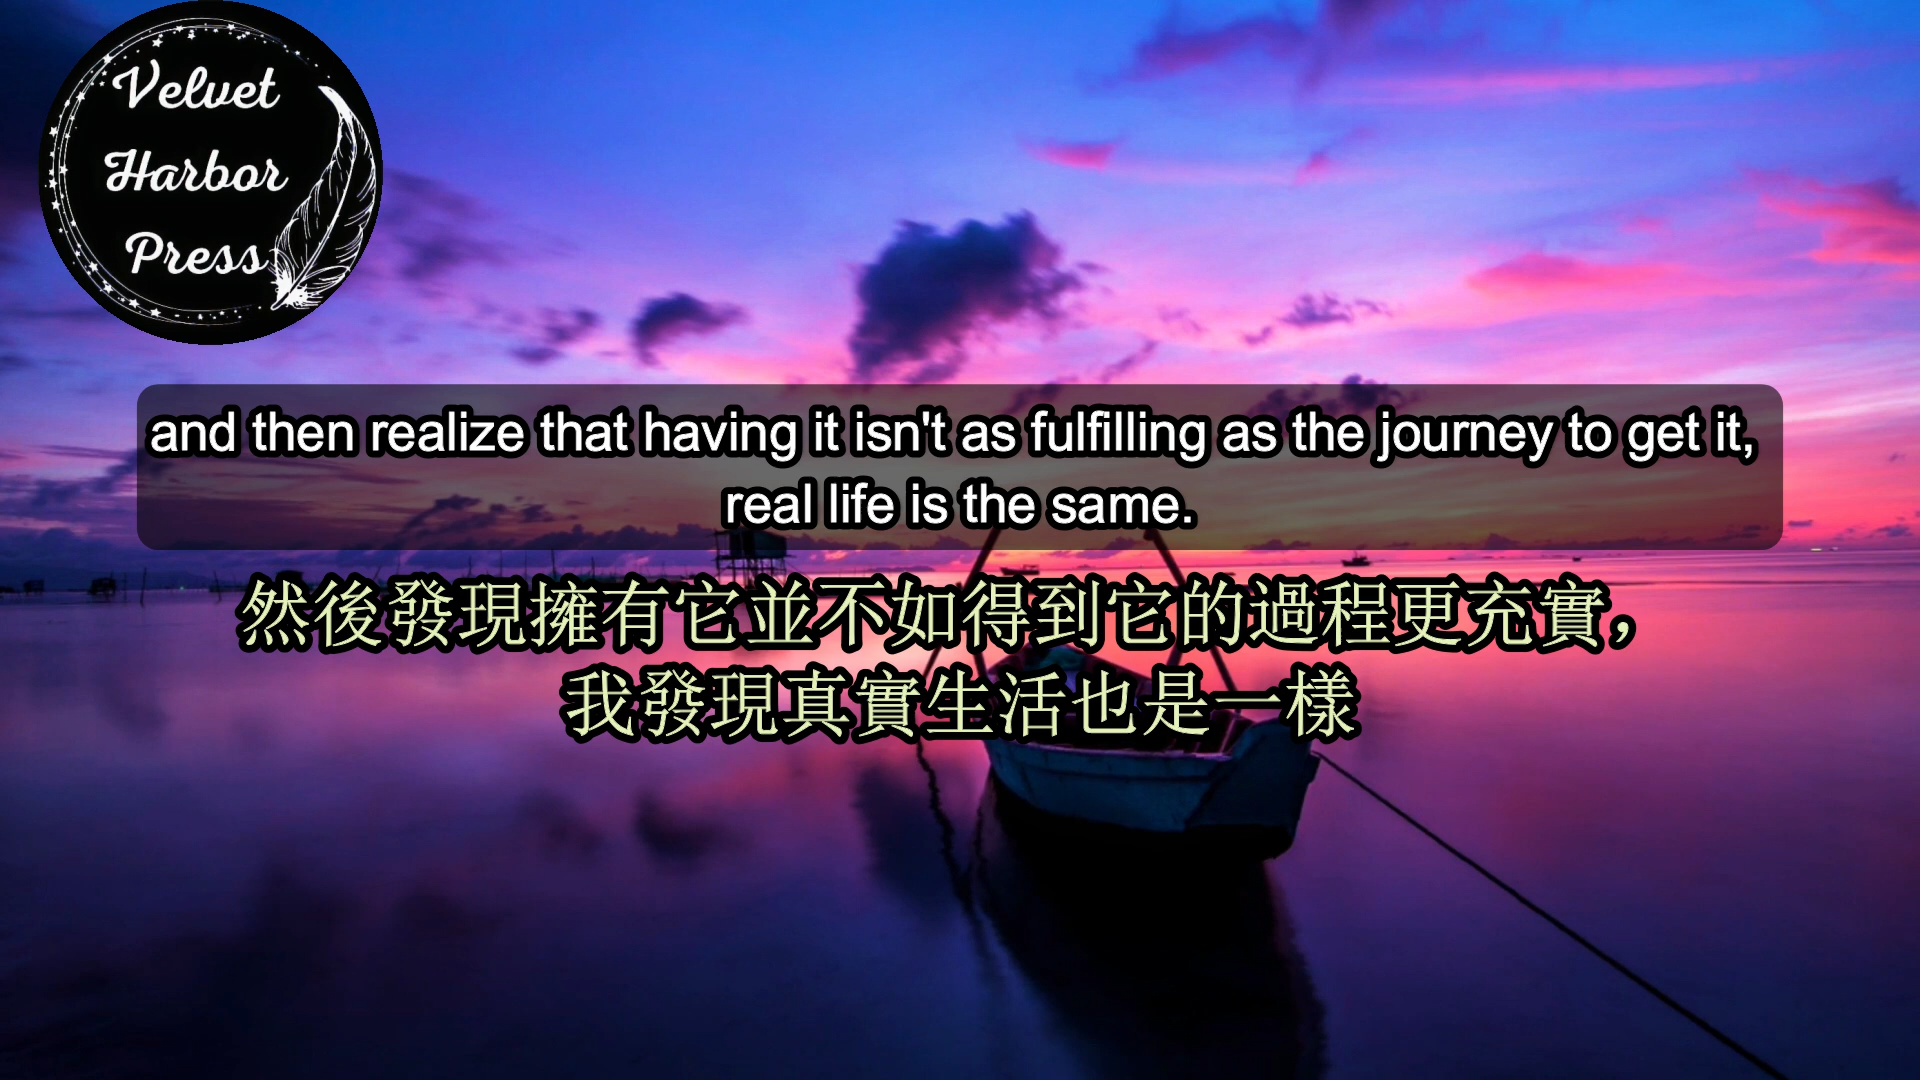 Velvet
Harbor
Press
and then realize that having it isn't as fulfilling as the journey to get it,
real life is the same.
然後發現擁有它並不如得到它的過程更充實，
我發現真實生活也是一樣